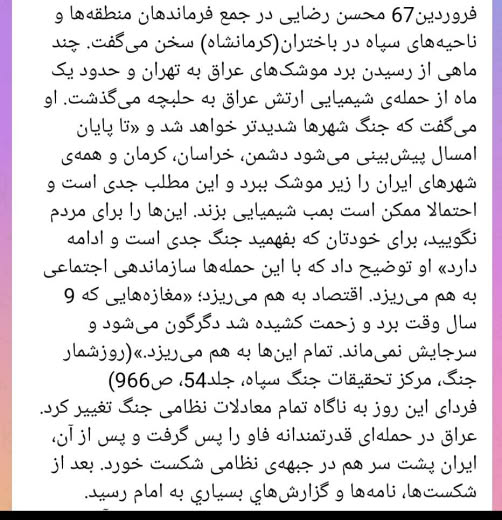 فروردین67 محسن رضایی در جمع فرماندهان منطقه‌ها و
ناحیه‌های سپاه در باختران(کرمانشاه) سخن می‌گفت. چند
ماهی از رسیدن برد موشک‌های عراق به تهران و حدود یک
ماه از حمله‌ی شیمیایی ارتش عراق به حلبچه می‌گذشت. او
می‌گفت که جنگ شهرها شدیدتر خواهد شد و «تا پایان
امسال پیش‌بینی می‌شود دشمن، خراسان، کرمان و همه‌ی
شهرهای ایران را زیر موشک ببرد و این مطلب جدی است و
احتمالا ممکن است بمب شیمیایی بزند. این‌ها را برای مردم
نگویید، برای خودتان که بفهمید جنگ جدی است و ادامه
دارد» او توضیح داد که با این حمله‌ها سازماندهی اجتماعی
به هم می‌ریزد. اقتصاد به هم می‌ریزد؛ «مغازه‌هایی که 9
سال وقت برد و زحمت کشیده شد دگرگون می‌شود و
سرجایش نمی‌ماند. تمام این‌ها به هم می‌ریزد.»(روزشمار
جنگ، مرکز تحقیقات جنگ سپاه، جلد54، ص966)
فردای این روز به ناگاه تمام معادلات نظامی جنگ تغییر کرد.
عراق در حمله‌ای قدرتمندانه فاو را پس گرفت و پس از آن،
ایران پشت سر هم در جبهه‌ی نظامی شکست خورد. بعد از
شکست‌ها، نامه‌ها و گزارش‌هاي بسیاري به امام رسید.